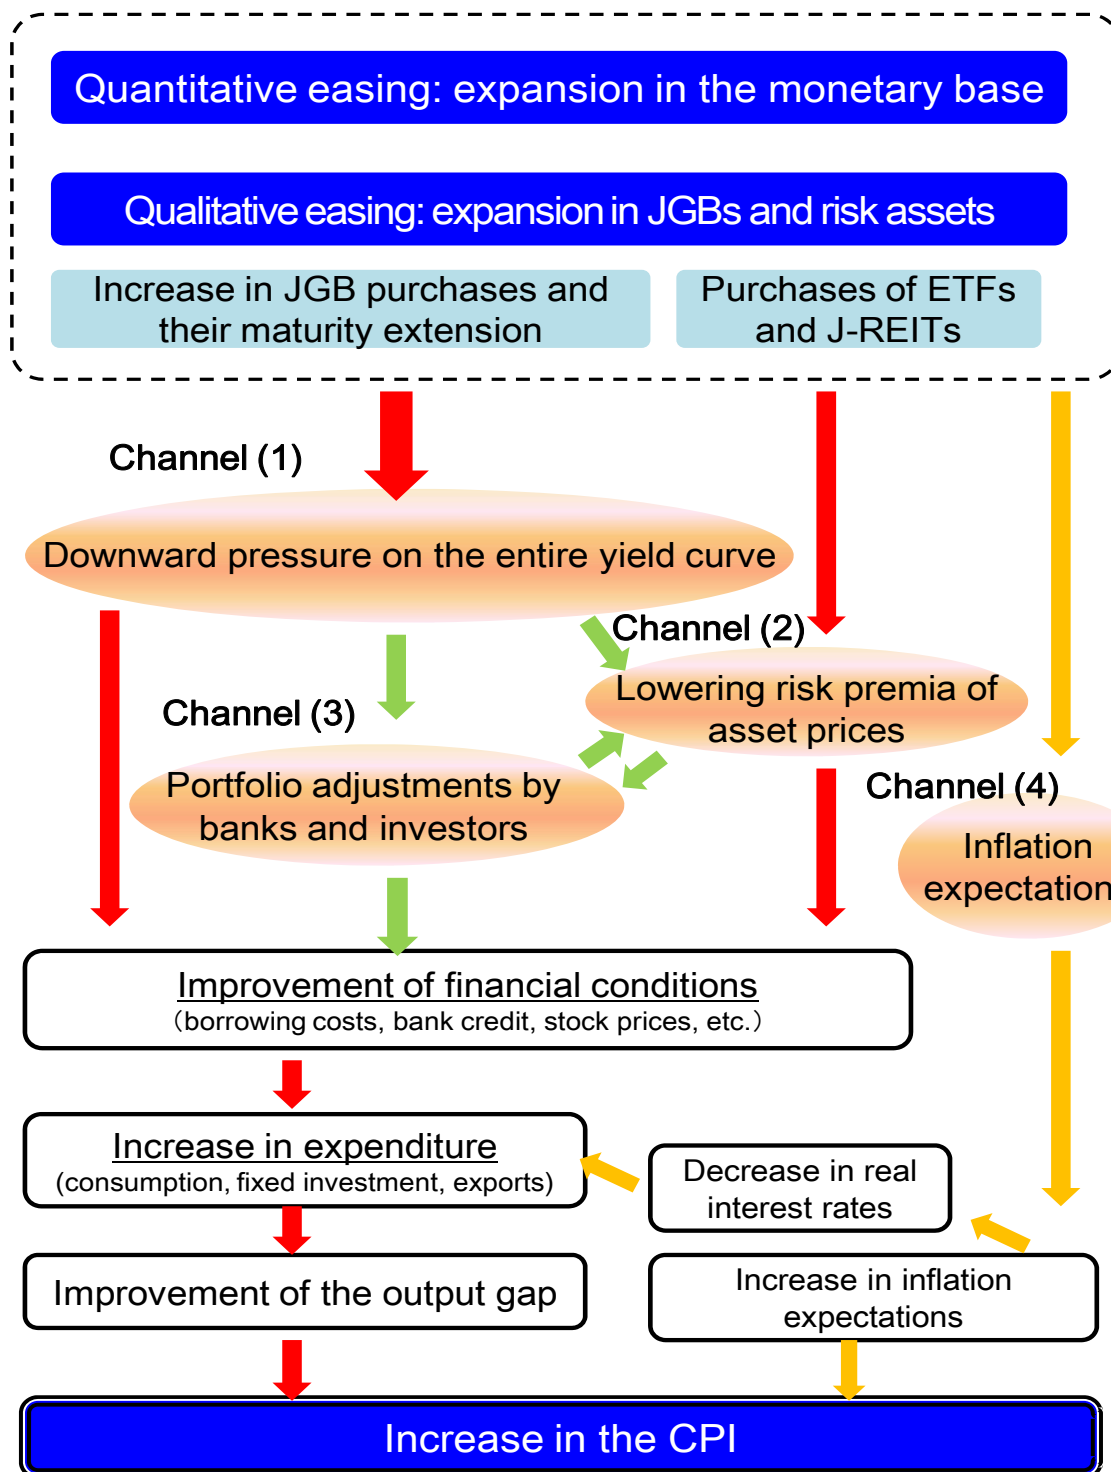 Quantitative easing: expansion in the monetary base
Qualitative easing: expansion in JGBs and risk assets
Increase in JGB purchases and
their maturity extension
Purchases of ETFs
and J-REITs
Channel (1)
Downward pressure on the entire yield curve
Channel (2)
Lowering risk premia of
asset prices
Channel (3)
Portfolio adjustments by
banks and investors
Channel (4)
Inflation
expectation
Improvement of financial conditions
(borrowing costs, bank credit, stock prices, etc.)
Increase in expenditure
(consumption, fixed investment, exports)
Decrease in real
interest rates
Improvement of the output gap
Increase in inflation
expectations
Increase in the CPI